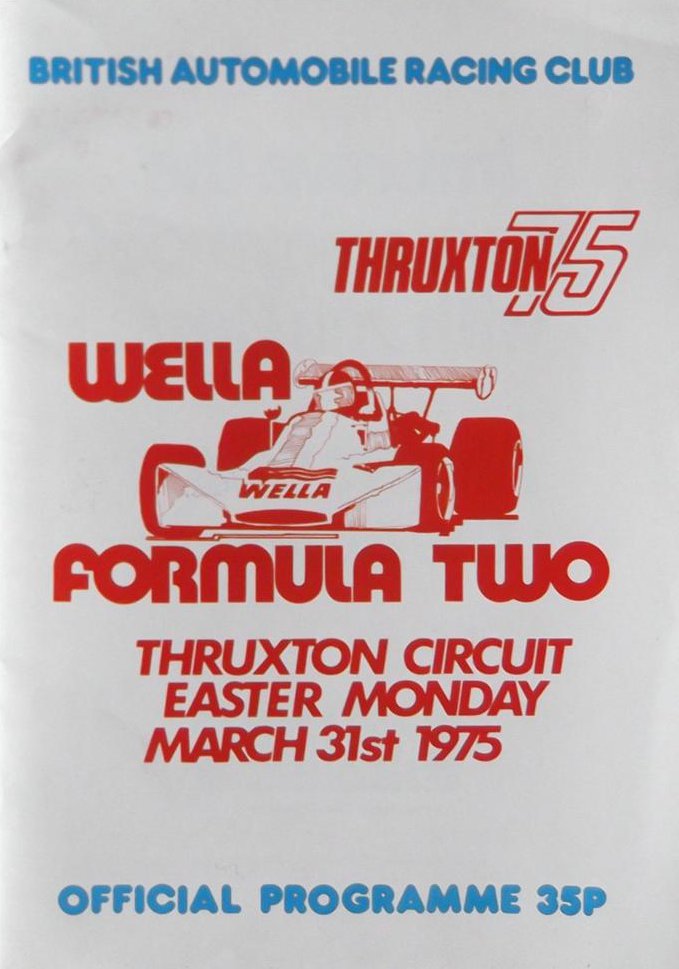 BRITISH AUTOMOBILE RACING CLUB
THRUXTON 75
WELLA
WELLA
FORMULA TWO
THRUXTON CIRCUIT
EASTER MONDAY
MARCH 31st 1975
OFFICIAL PROGRAMME 35P